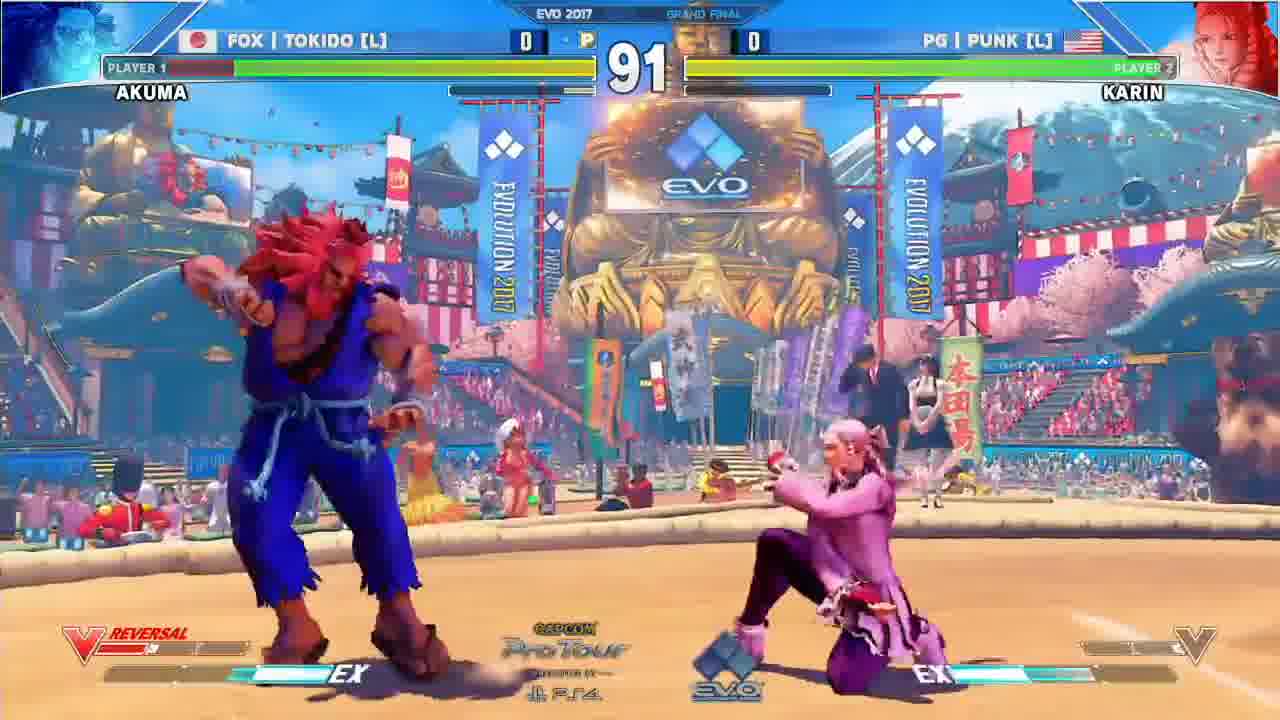 EVO 2017
GRAND FINAL
FOX | TOKIDO [L]
0
P
91
0
PG | PUNK [L]
PLAYER 1
PLAYER 2
AKUMA
KARIN
EVO
EVOLUTION 2017
EVOLUTION 2017
本田湯
REVERSAL
EX
CAPCOM
Pro Tour
PS4
EVO
EX